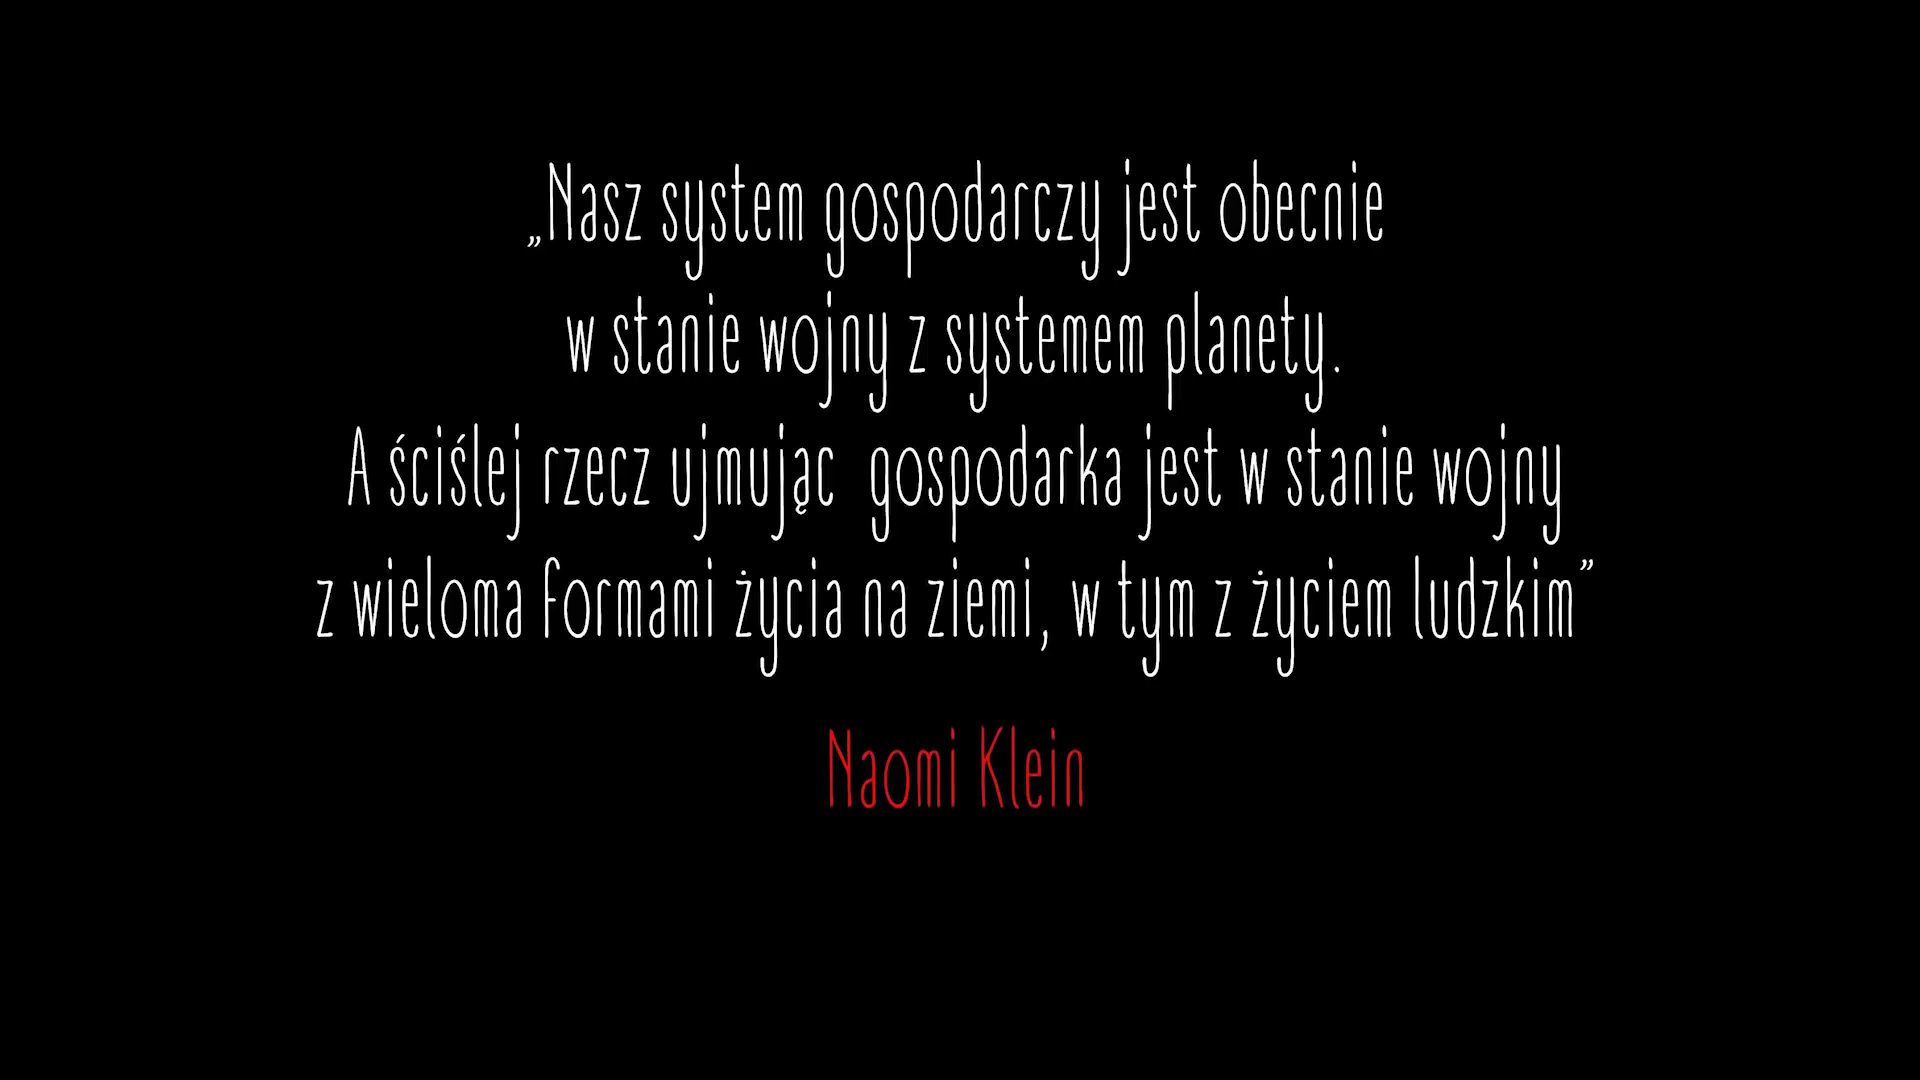 „Nasz system gospodarczy jest obecnie
w stanie wojny z systemem planety.
A ściślej rzecz ujmując  gospodarka jest w stanie wojny
z wieloma formami życia na ziemi, w tym z życiem ludzkim”
Naomi Klein